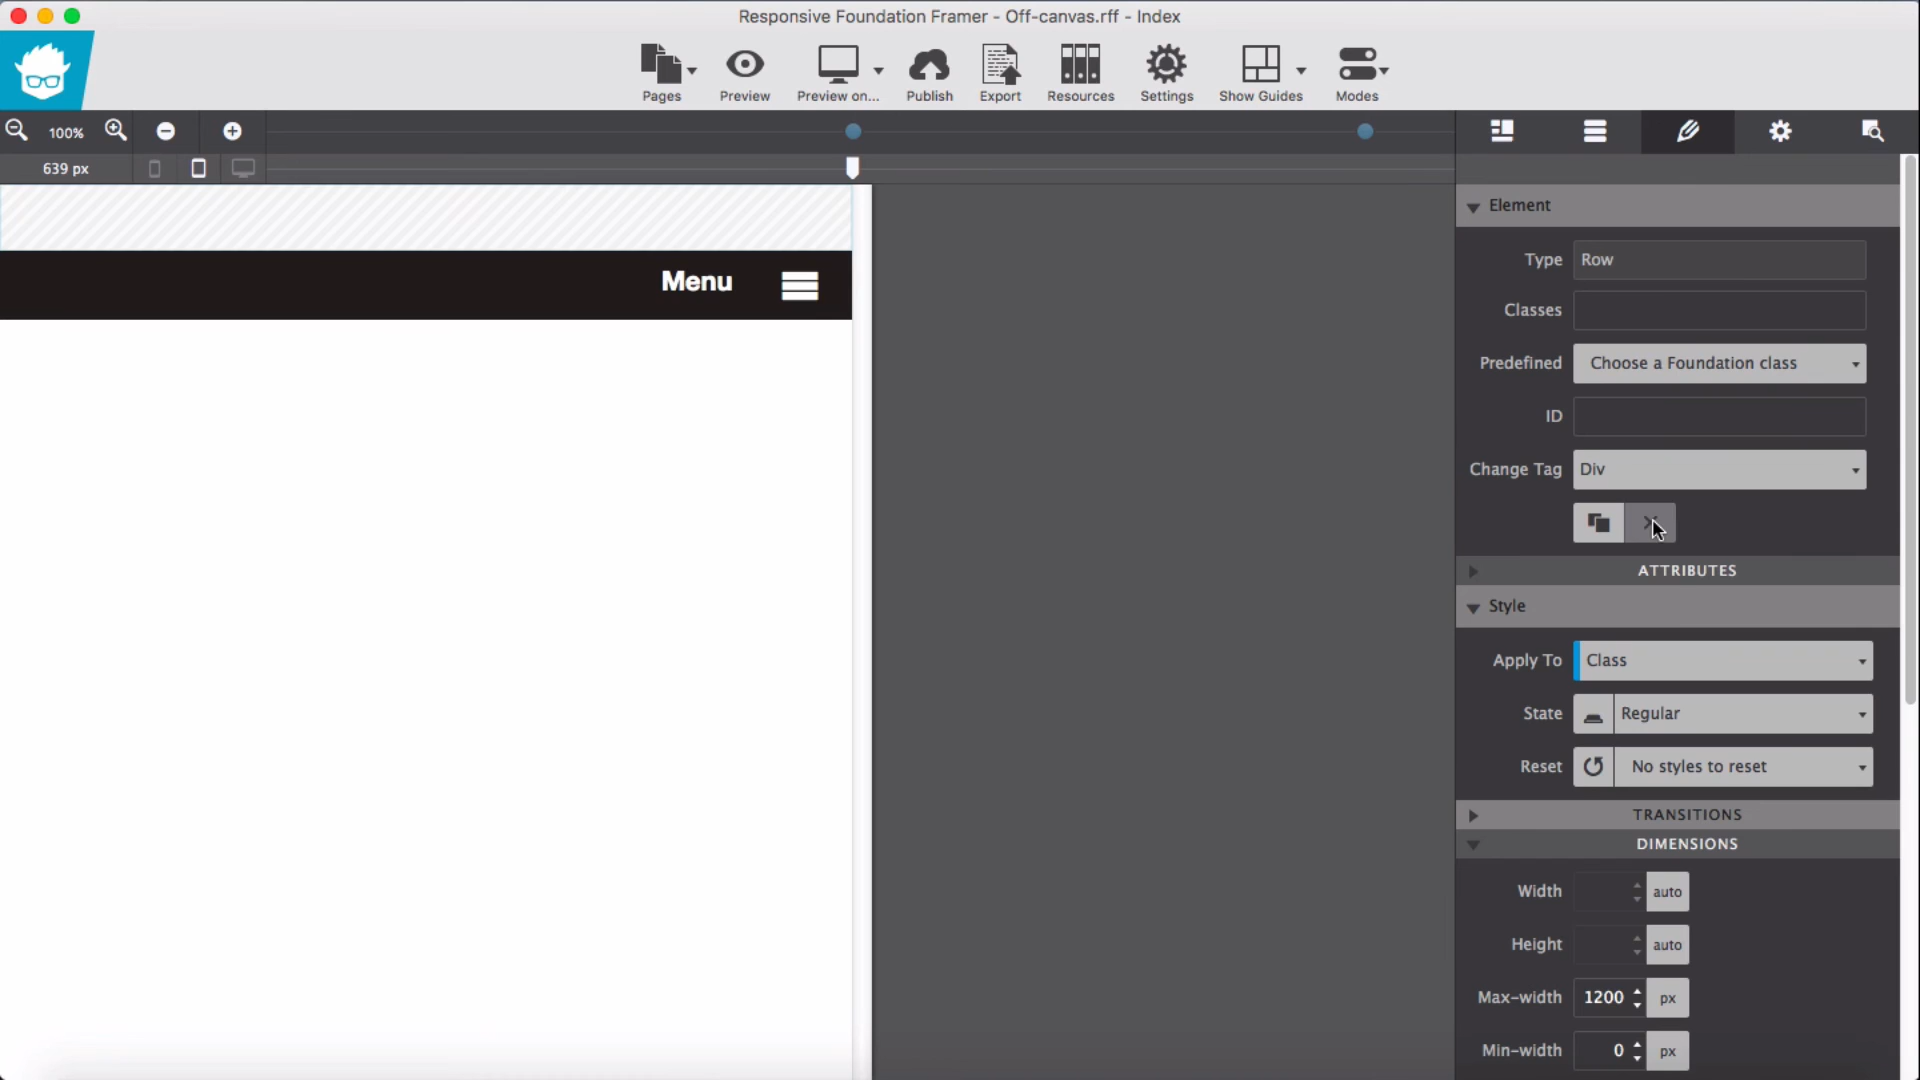 Responsive Foundation Framer - Off-canvas.rff - Index
Pages
Preview
Preview on...
Publish
Export
Resources
Settings
Show Guides
Modes
100%
639 px
Menu
Element
Type Row
Classes
Predefined Choose a Foundation class
ID
Change Tag Div
ATTRIBUTES
Style
Apply To Class
State Regular
Reset No styles to reset
TRANSITIONS
DIMENSIONS
Width auto
Height auto
Max-width 1200 px
Min-width 0 px